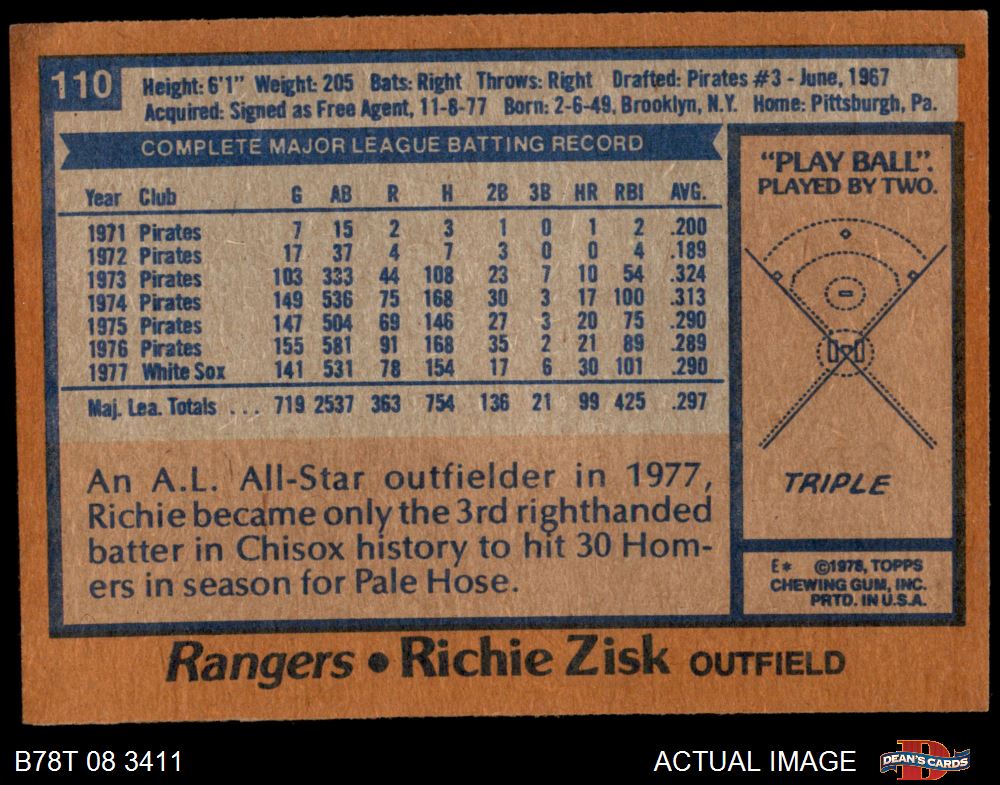 110
Height: 6'1" Weight: 205 Bats: Right Throws: Right Drafted: Pirates #3 - June, 1967
Acquired: Signed as Free Agent, 11-8-77 Born: 2-6-49, Brooklyn, N.Y. Home: Pittsburgh, Pa.
COMPLETE MAJOR LEAGUE BATTING RECORD
Year Club G AB R H 2B 3B HR RBI AVG.
1971 Pirates 7 15 2 3 1 0 1 2 .200
1972 Pirates 17 37 4 7 3 0 0 4 .189
1973 Pirates 103 333 44 108 23 7 10 54 .324
1974 Pirates 149 536 75 168 30 3 17 100 .313
1975 Pirates 147 504 69 146 27 3 20 75 .290
1976 Pirates 155 581 91 168 35 2 21 89 .289
1977 White Sox 141 531 78 154 17 6 30 101 .290
Maj. Lea. Totals ... 719 2537 363 754 136 21 99 425 .297
An A.L. All-Star outfielder in 1977,
Richie became only the 3rd righthanded
batter in Chisox history to hit 30 Hom-
ers in season for Pale Hose.
"PLAY BALL".
PLAYED BY TWO.
TRIPLE
E* ©1978, TOPPS
CHEWING GUM, INC.
PRTD. IN U.S.A.
Rangers • Richie Zisk OUTFIELD
B78T 08 3411
ACTUAL IMAGE
D
DEAN'S CARDS